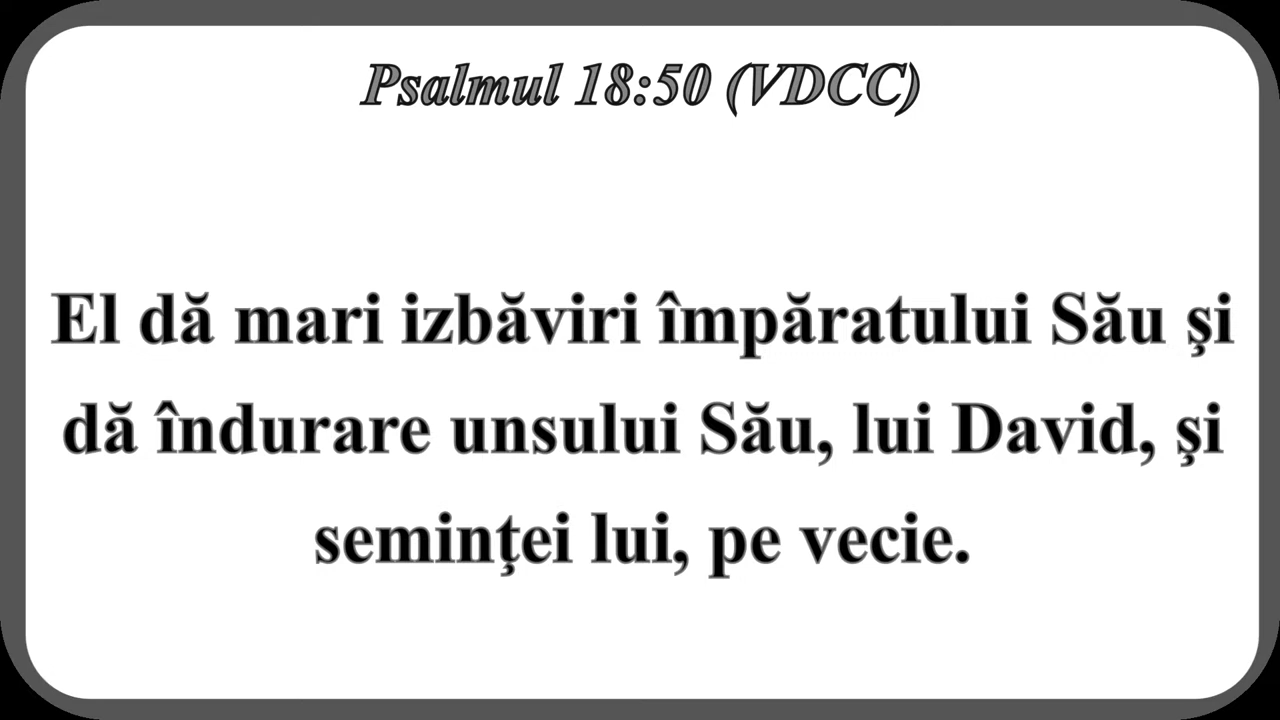 Psalmul 18:50 (VDCC)
El dă mari izbăviri împăratului Său şi
dă îndurare unsului Său, lui David, şi
seminţei lui, pe vecie.